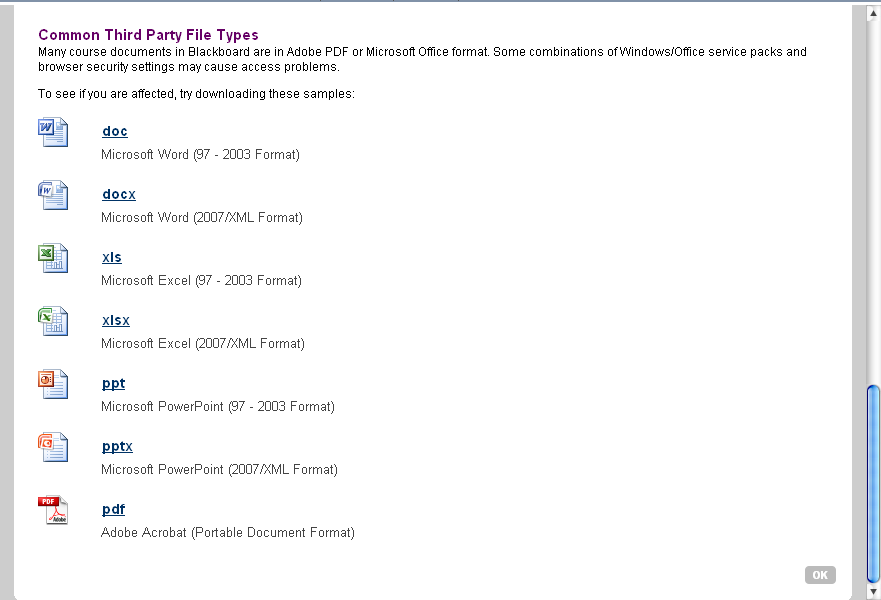 Common Third Party File Types
Many course documents in Blackboard are in Adobe PDF or Microsoft Office format. Some combinations of Windows/Office service packs and
browser security settings may cause access problems.
To see if you are affected, try downloading these samples:
doc
Microsoft Word (97 - 2003 Format)
docx
Microsoft Word (2007/XML Format)
xls
Microsoft Excel (97 - 2003 Format)
xlsx
Microsoft Excel (2007/XML Format)
ppt
Microsoft PowerPoint (97 - 2003 Format)
pptx
Microsoft PowerPoint (2007/XML Format)
PDF
Adobe
pdf
Adobe Acrobat (Portable Document Format)
OK